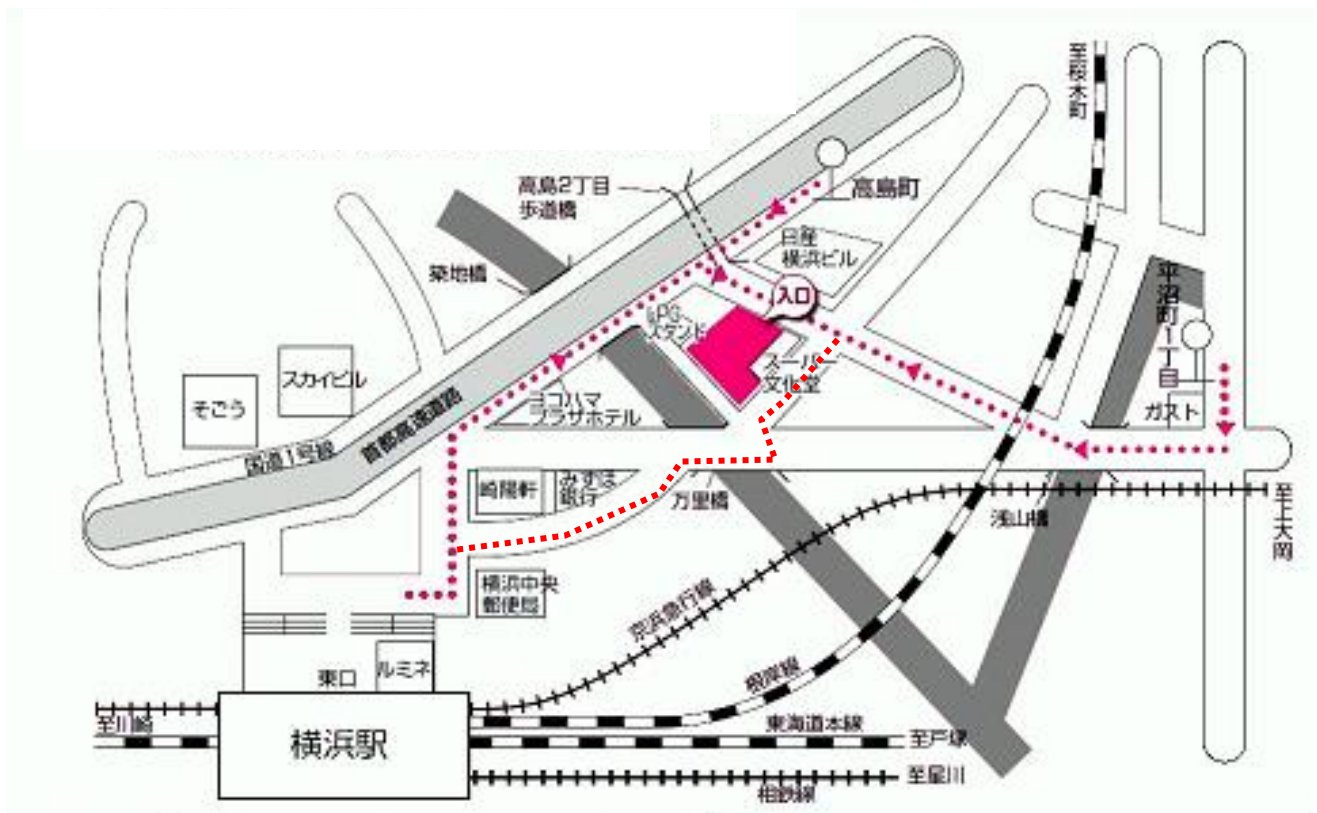 至桜木町
高島2丁目
歩道橋
高島町
日産
横浜ビル
築地橋
入口
LPG
スタンド
スーパー
文化堂
平沼町1丁目
ガスト
スカイビル
そごう
ヨコハマ
プラザホテル
国道1号線
首都高速道路
崎陽軒
みずほ
銀行
万里橋
浅山橋
至上大岡
横浜中央
郵便局
京浜急行線
根岸線
ルミネ
東口
至川崎
横浜駅
東海道本線
至戸塚
至星川
相鉄線